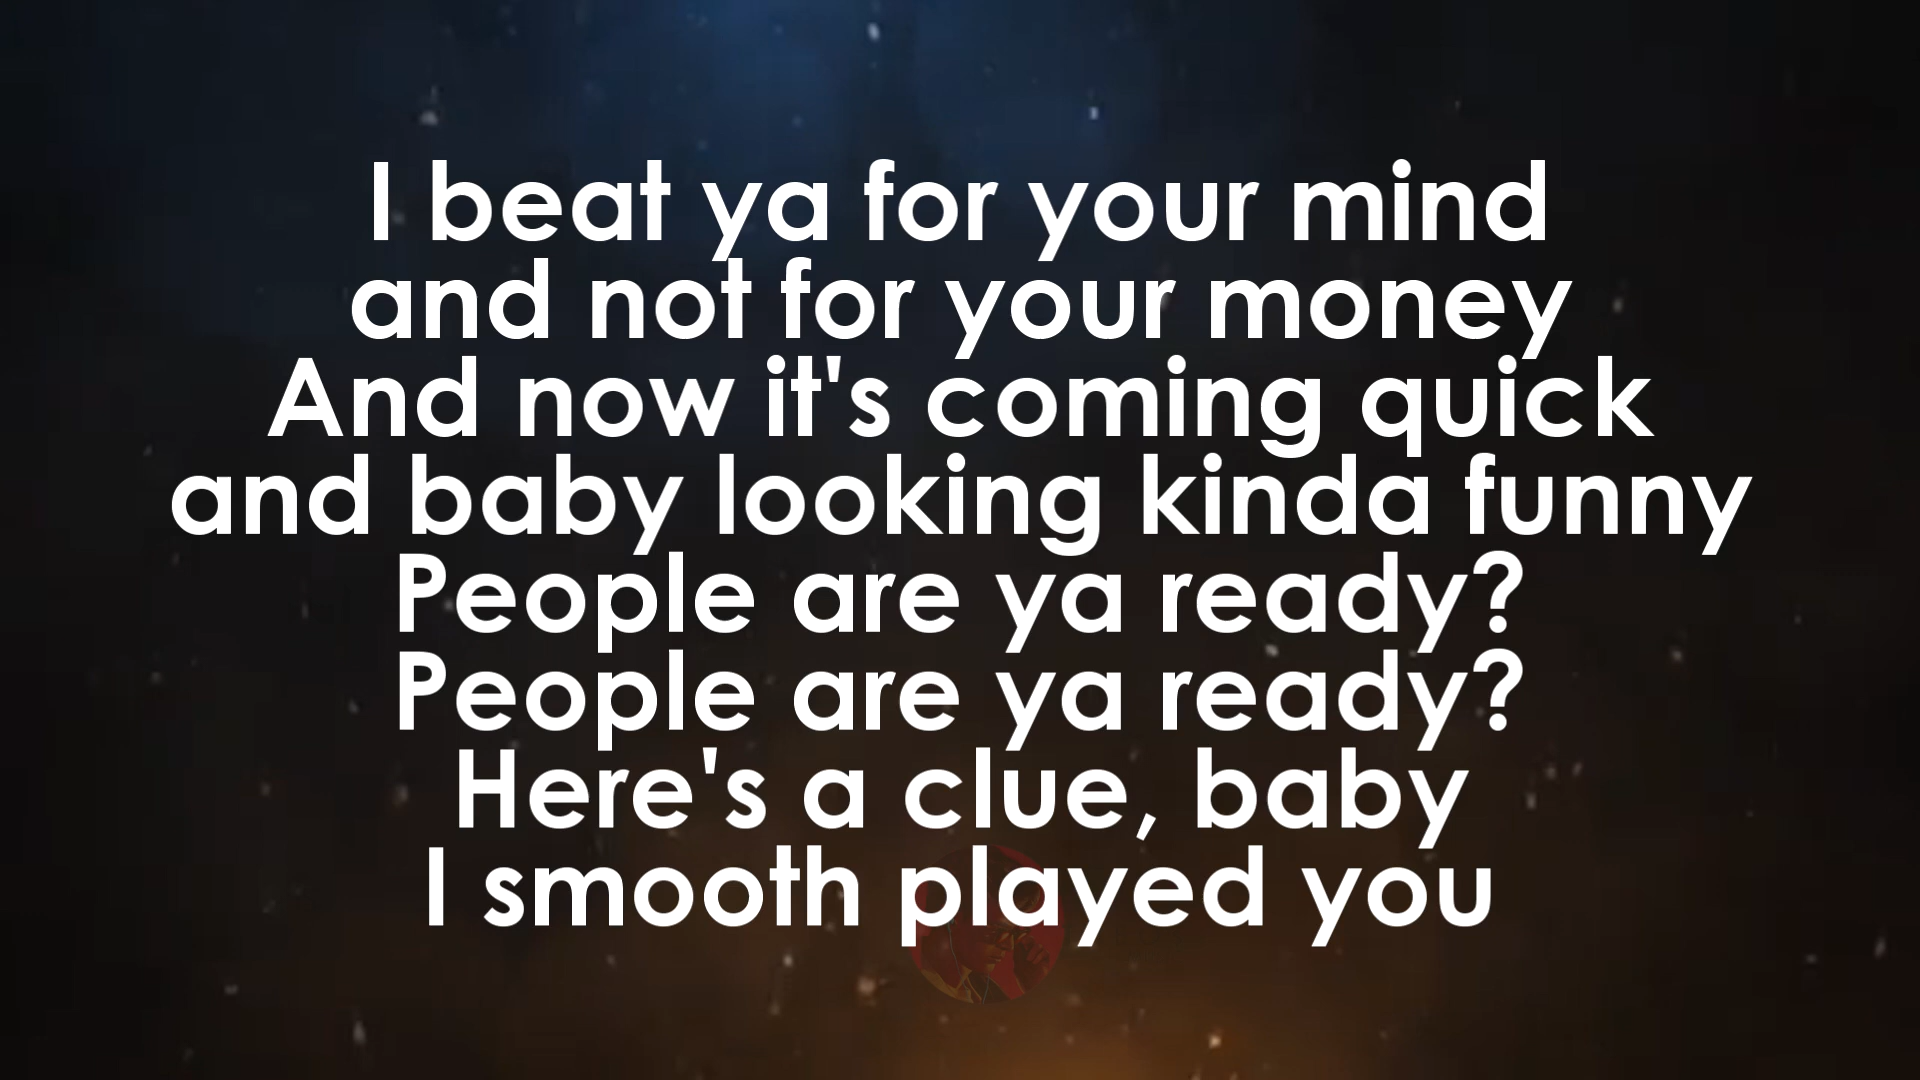 I beat ya for your mind
and not for your money
And now it's coming quick
and baby looking kinda funny
People are ya ready?
People are ya ready?
Here's a clue, baby
I smooth played you